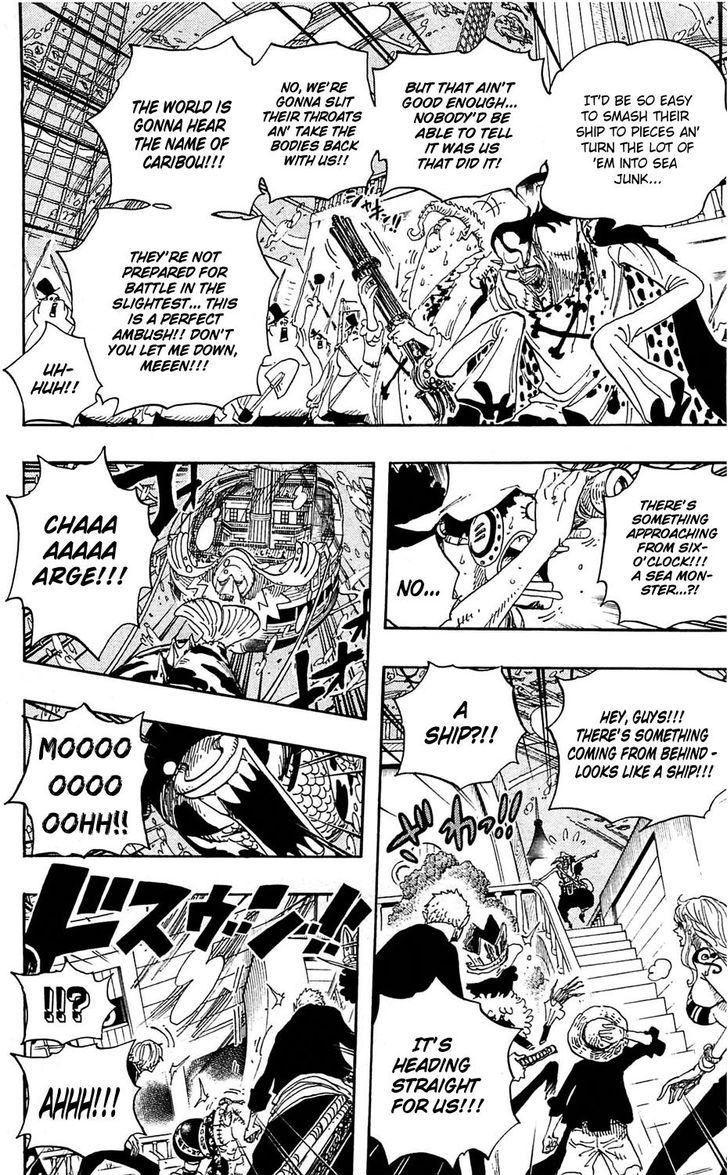 IT'D BE SO EASY
TO SMASH THEIR
SHIP TO PIECES AN'
TURN THE LOT OF
'EM INTO SEA
JUNK...
BUT THAT AIN'T
GOOD ENOUGH...
NOBODY'D BE
ABLE TO TELL
IT WAS US
THAT DID IT!
NO, WE'RE
GONNA SLIT
THEIR THROATS
AN' TAKE THE
BODIES BACK
WITH US!!
THE WORLD IS
GONNA HEAR
THE NAME OF
CARIBOU!!!
THEY'RE NOT
PREPARED FOR
BATTLE IN THE
SLIGHTEST... THIS
IS A PERFECT
AMBUSH!! DON'T
YOU LET ME DOWN,
MEEEN!!!
UH-
HUH!!
THERE'S
SOMETHING
APPROACHING
FROM SIX-
O'CLOCK!!!
A SEA MON-
STER...?!
NO...
CHAAA
AAAAA
ARGE!!!
HEY, GUYS!!!
THERE'S SOMETHING
COMING FROM BEHIND -
LOOKS LIKE A SHIP!!!
A
SHIP?!!
ざわっ!!
IT'S
HEADING
STRAIGHT
FOR US!!!
MOOOO
OOOOO
OOHH!!
ドスゥン!!
!!?
AHHH!!!